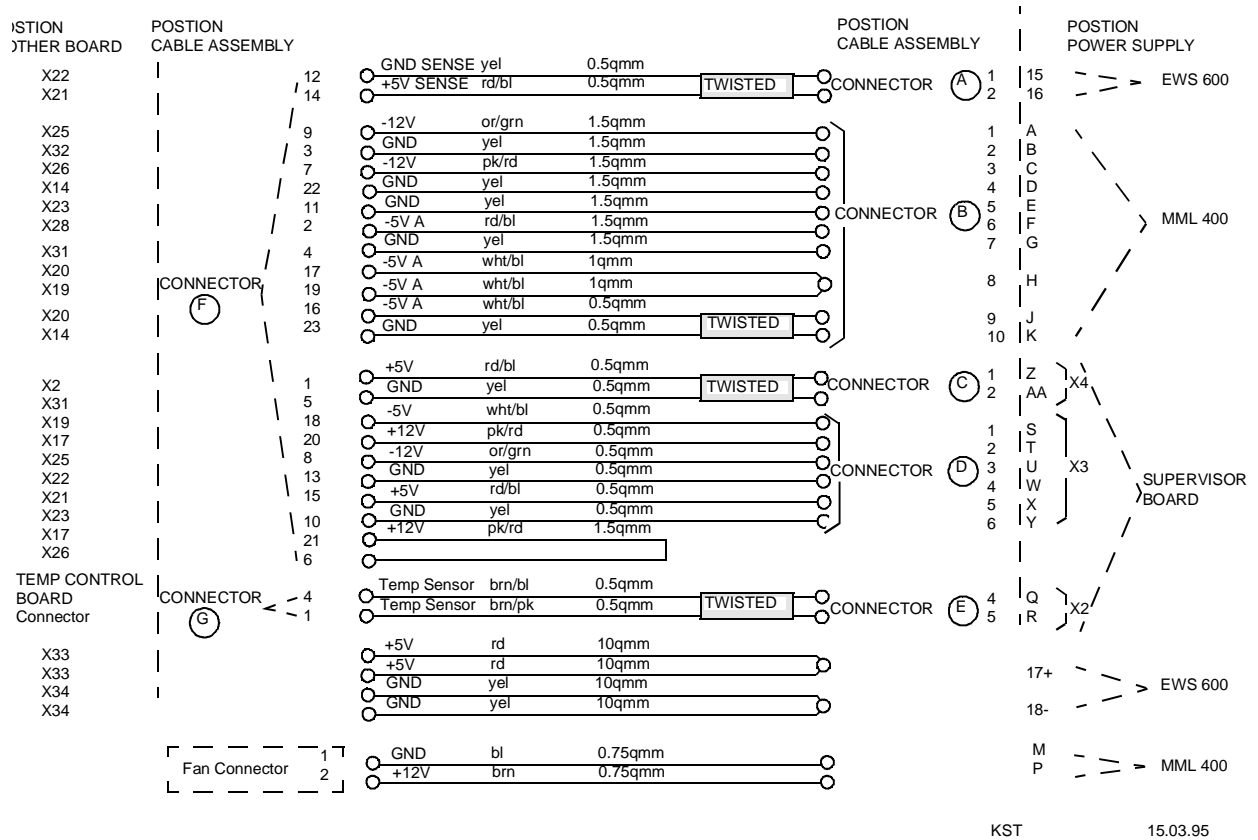 OSTION POSTION POSTION POSTION
OTHER BOARD CABLE ASSEMBLY CABLE ASSEMBLY POWER SUPPLY
X22 12 GND SENSE yel 0.5qmm TWISTED CONNECTOR A 1 15 EWS 600
X21 14 +5V SENSE rd/bl 0.5qmm 2 16
X25 9 -12V or/grn 1.5qmm 1 A
X32 3 GND yel 1.5qmm 2 B
X26 7 -12V pk/rd 1.5qmm 3 C
X14 22 GND yel 1.5qmm 4 D
X23 11 GND yel 1.5qmm CONNECTOR B 5 E MML 400
X28 2 -5V A rd/bl 1.5qmm 6 F
X31 4 GND yel 1.5qmm 7 G
X20 17 -5V A wht/bl 1qmm
X19 CONNECTOR 19 -5V A wht/bl 1qmm 8 H
X20 F 16 -5V A wht/bl 0.5qmm 9 J
X14 23 GND yel 0.5qmm TWISTED 10 K
X2 1 +5V rd/bl 0.5qmm TWISTED CONNECTOR C 1 Z X4
X31 5 GND yel 0.5qmm 2 AA
X19 18 -5V wht/bl 0.5qmm 1 S
X17 20 +12V pk/rd 0.5qmm 2 T
X25 8 -12V or/grn 0.5qmm CONNECTOR D 3 U X3
X22 13 GND yel 0.5qmm 4 W SUPERVISOR
X21 15 +5V rd/bl 0.5qmm 5 X BOARD
X23 10 GND yel 0.5qmm 6 Y
X17 21 +12V pk/rd 1.5qmm
X26 6
TEMP CONTROL
BOARD CONNECTOR 4 Temp Sensor brn/bl 0.5qmm TWISTED CONNECTOR E 4 Q X2
Connector G 1 Temp Sensor brn/pk 0.5qmm 5 R
X33 +5V rd 10qmm
X33 +5V rd 10qmm 17+
X34 GND yel 10qmm EWS 600
X34 GND yel 10qmm 18-
Fan Connector 1 GND bl 0.75qmm M MML 400
2 +12V brn 0.75qmm P
KST 15.03.95